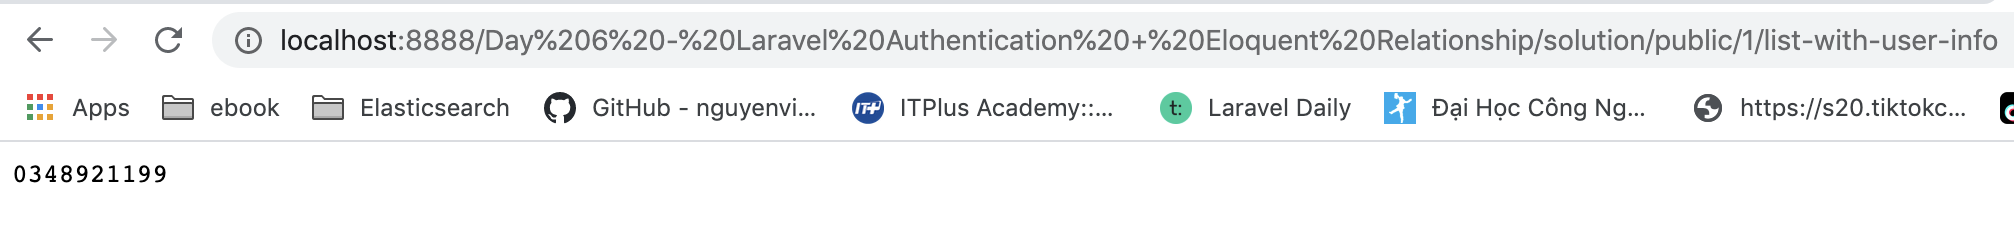 localhost:8888/Day%206%20-%20Laravel%20Authentication%20+%20Eloquent%20Relationship/solution/public/1/list-with-user-info
Apps ebook Elasticsearch GitHub - nguyenvi... IT+ ITPlus Academy::... t: Laravel Daily Đại Học Công Ng... https://s20.tiktokc...
0348921199